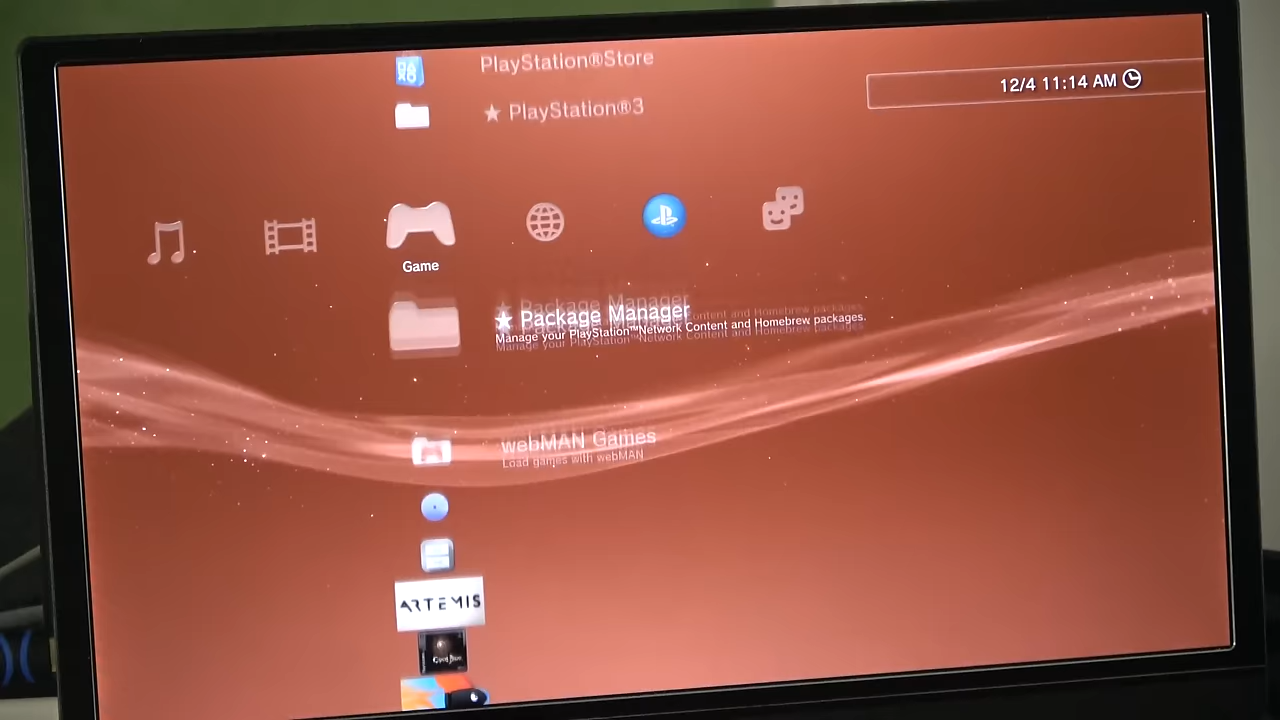 PlayStation®Store
★ PlayStation®3
12/4 11:14 AM
Game
★ Package Manager
Manage your PlayStation™Network Content and Homebrew packages.
webMAN Games
Load games with webMAN
ARTEMIS